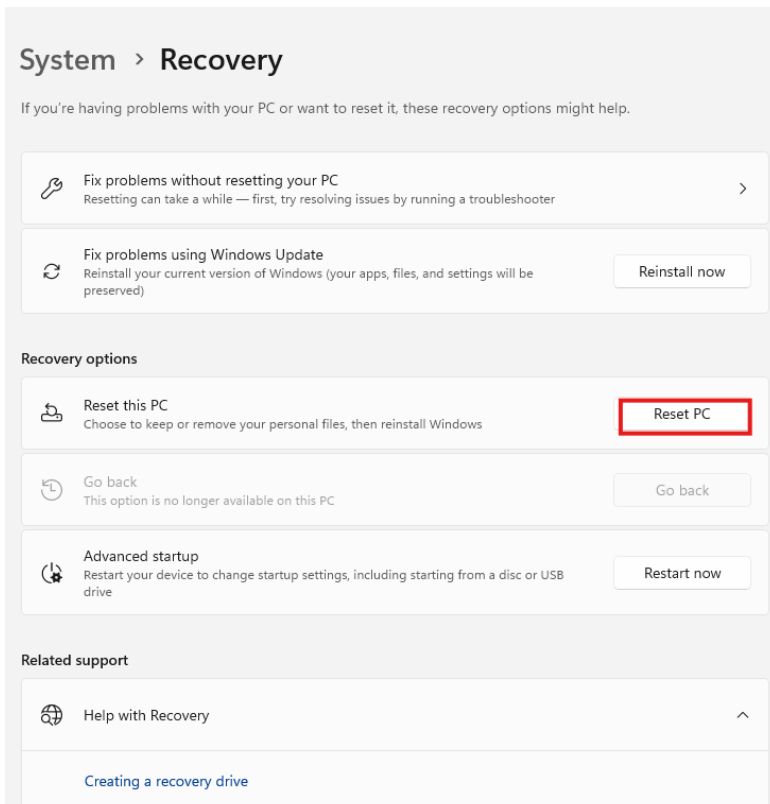 System > Recovery
If you're having problems with your PC or want to reset it, these recovery options might help.
Fix problems without resetting your PC
Resetting can take a while — first, try resolving issues by running a troubleshooter
Fix problems using Windows Update
Reinstall your current version of Windows (your apps, files, and settings will be
preserved)
Reinstall now
Recovery options
Reset this PC
Choose to keep or remove your personal files, then reinstall Windows
Reset PC
Go back
This option is no longer available on this PC
Go back
Advanced startup
Restart your device to change startup settings, including starting from a disc or USB
drive
Restart now
Related support
Help with Recovery
Creating a recovery drive